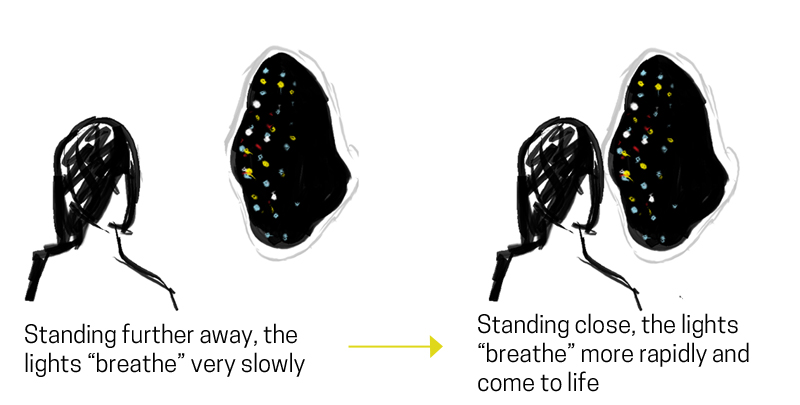 Standing further away, the
lights “breathe” very slowly
Standing close, the lights
“breathe” more rapidly and
come to life